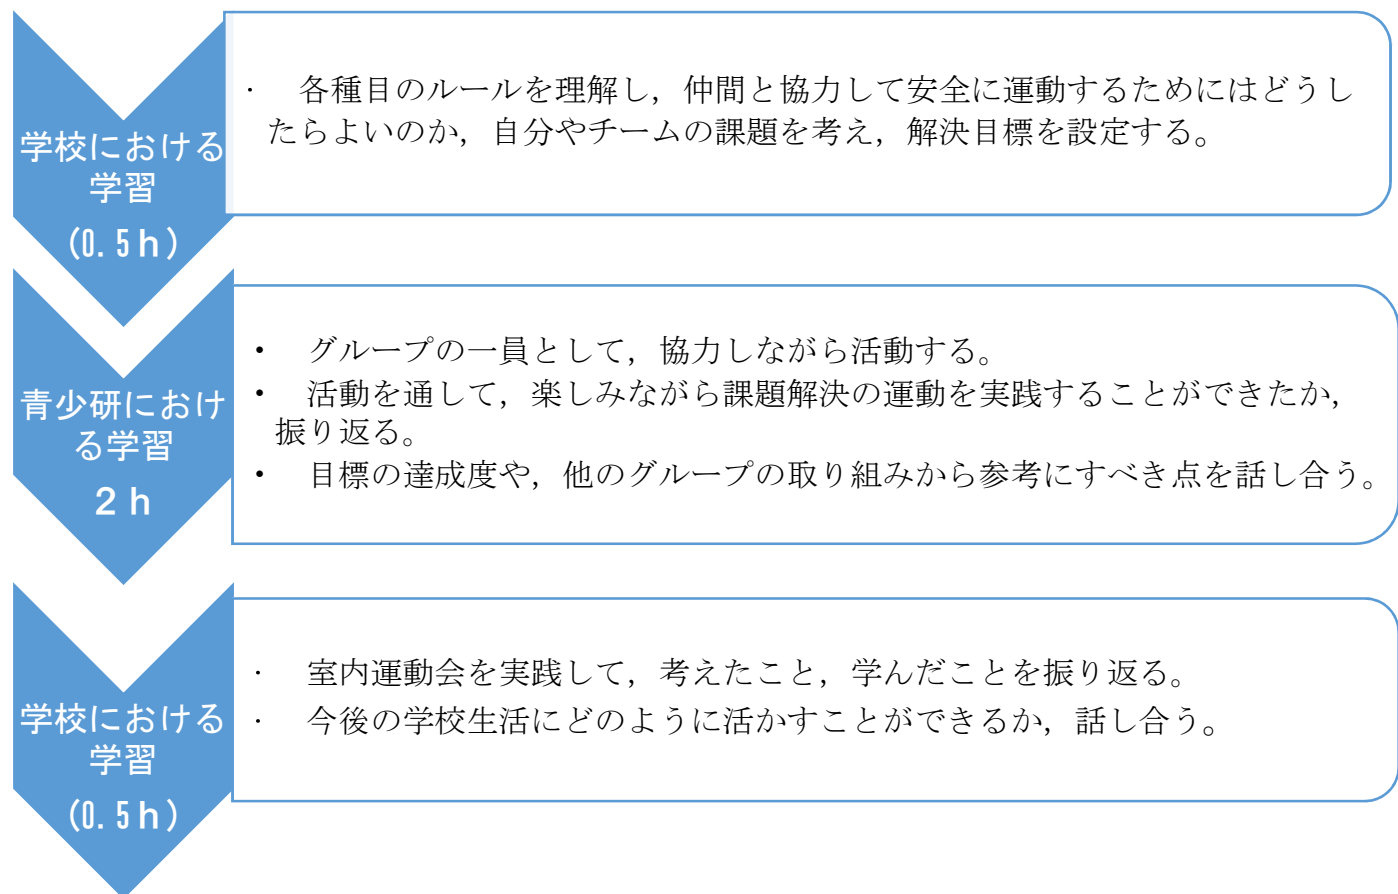 学校における
学習
(0.5ｈ)
・　各種目のルールを理解し，仲間と協力して安全に運動するためにはどうし
たらよいのか，自分やチームの課題を考え，解決目標を設定する。
青少研におけ
る学習
２ｈ
・　グループの一員として，協力しながら活動する。
・　活動を通して，楽しみながら課題解決の運動を実践することができたか，
振り返る。
・　目標の達成度や，他のグループの取り組みから参考にすべき点を話し合う。
学校における
学習
(0.5ｈ)
・　室内運動会を実践して，考えたこと，学んだことを振り返る。
・　今後の学校生活にどのように活かすことができるか，話し合う。